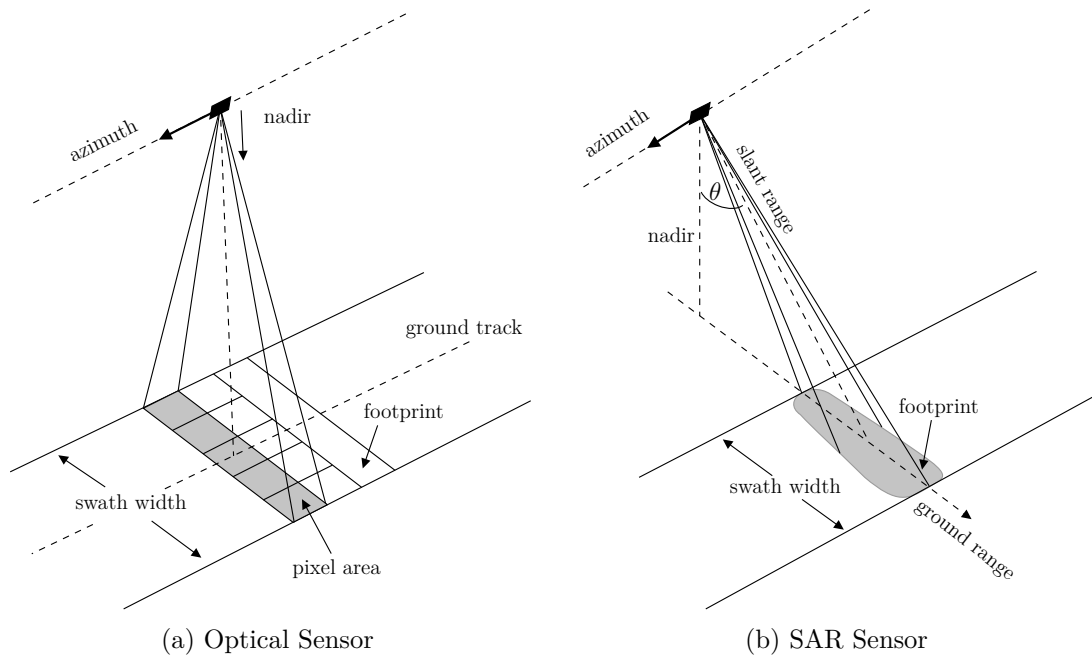 azimuth
nadir
ground track
footprint
swath width
pixel area
(a) Optical Sensor
azimuth
slant range
θ
nadir
footprint
swath width
ground range
(b) SAR Sensor